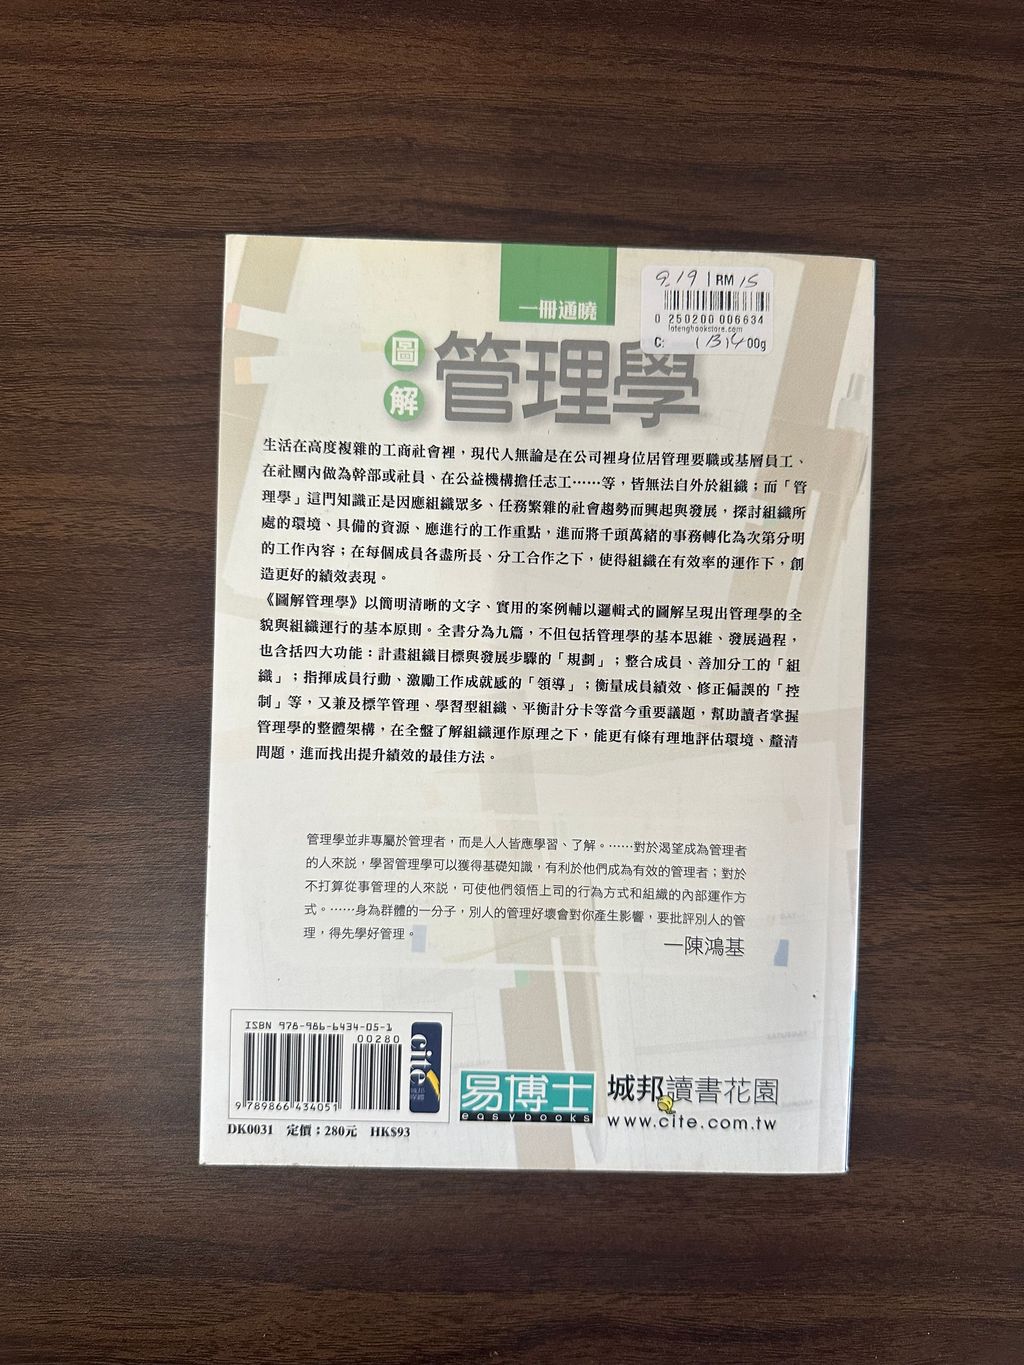 一冊通曉
圖解
管理學
9.19 | RM 15
0 250200 006634
lotengbookstore.com
C:
00g
生活在高度複雜的工商社會裡，現代人無論是在公司裡身位居管理要職或基層員工、
在社團內做為幹部或社員、在公益機構擔任志工……等，皆無法自外於組織；而「管
理學」這門知識正是因應組織眾多、任務繁雜的社會趨勢而興起與發展，探討組織所
處的環境、具備的資源、應進行的工作重點，進而將千頭萬緒的事務轉化為次第分明
的工作內容；在每個成員各盡所長、分工合作之下，使得組織在有效率的運作下，創
造更好的績效表現。
《圖解管理學》以簡明清晰的文字、實用的案例輔以邏輯式的圖解呈現出管理學的全
貌與組織運行的基本原則。全書分為九篇，不但包括管理學的基本思維、發展過程，
也含括四大功能：計畫組織目標與發展步驟的「規劃」；整合成員、善加分工的「組
織」；指揮成員行動、激勵工作成就感的「領導」；衡量成員績效、修正偏誤的「控
制」等，又兼及標竿管理、學習型組織、平衡計分卡等當今重要議題，幫助讀者掌握
管理學的整體架構，在全盤了解組織運作原理之下，能更有條有理地評估環境、釐清
問題，進而找出提升績效的最佳方法。
管理學並非專屬於管理者，而是人人皆應學習、了解。……對於渴望成為管理者
的人來說，學習管理學可以獲得基礎知識，有利於他們成為有效的管理者；對於
不打算從事管理的人來說，可使他們領悟上司的行為方式和組織的內部運作方
式。……身為群體的一分子，別人的管理好壞會對你產生影響，要批評別人的管
理，得先學好管理。
—陳鴻基
ISBN 978-986-6434-05-1
00280
9 789866 434051
cité
DK0031 定價：280元 HK$93
易博士
easybooks
城邦讀書花園
www.cite.com.tw